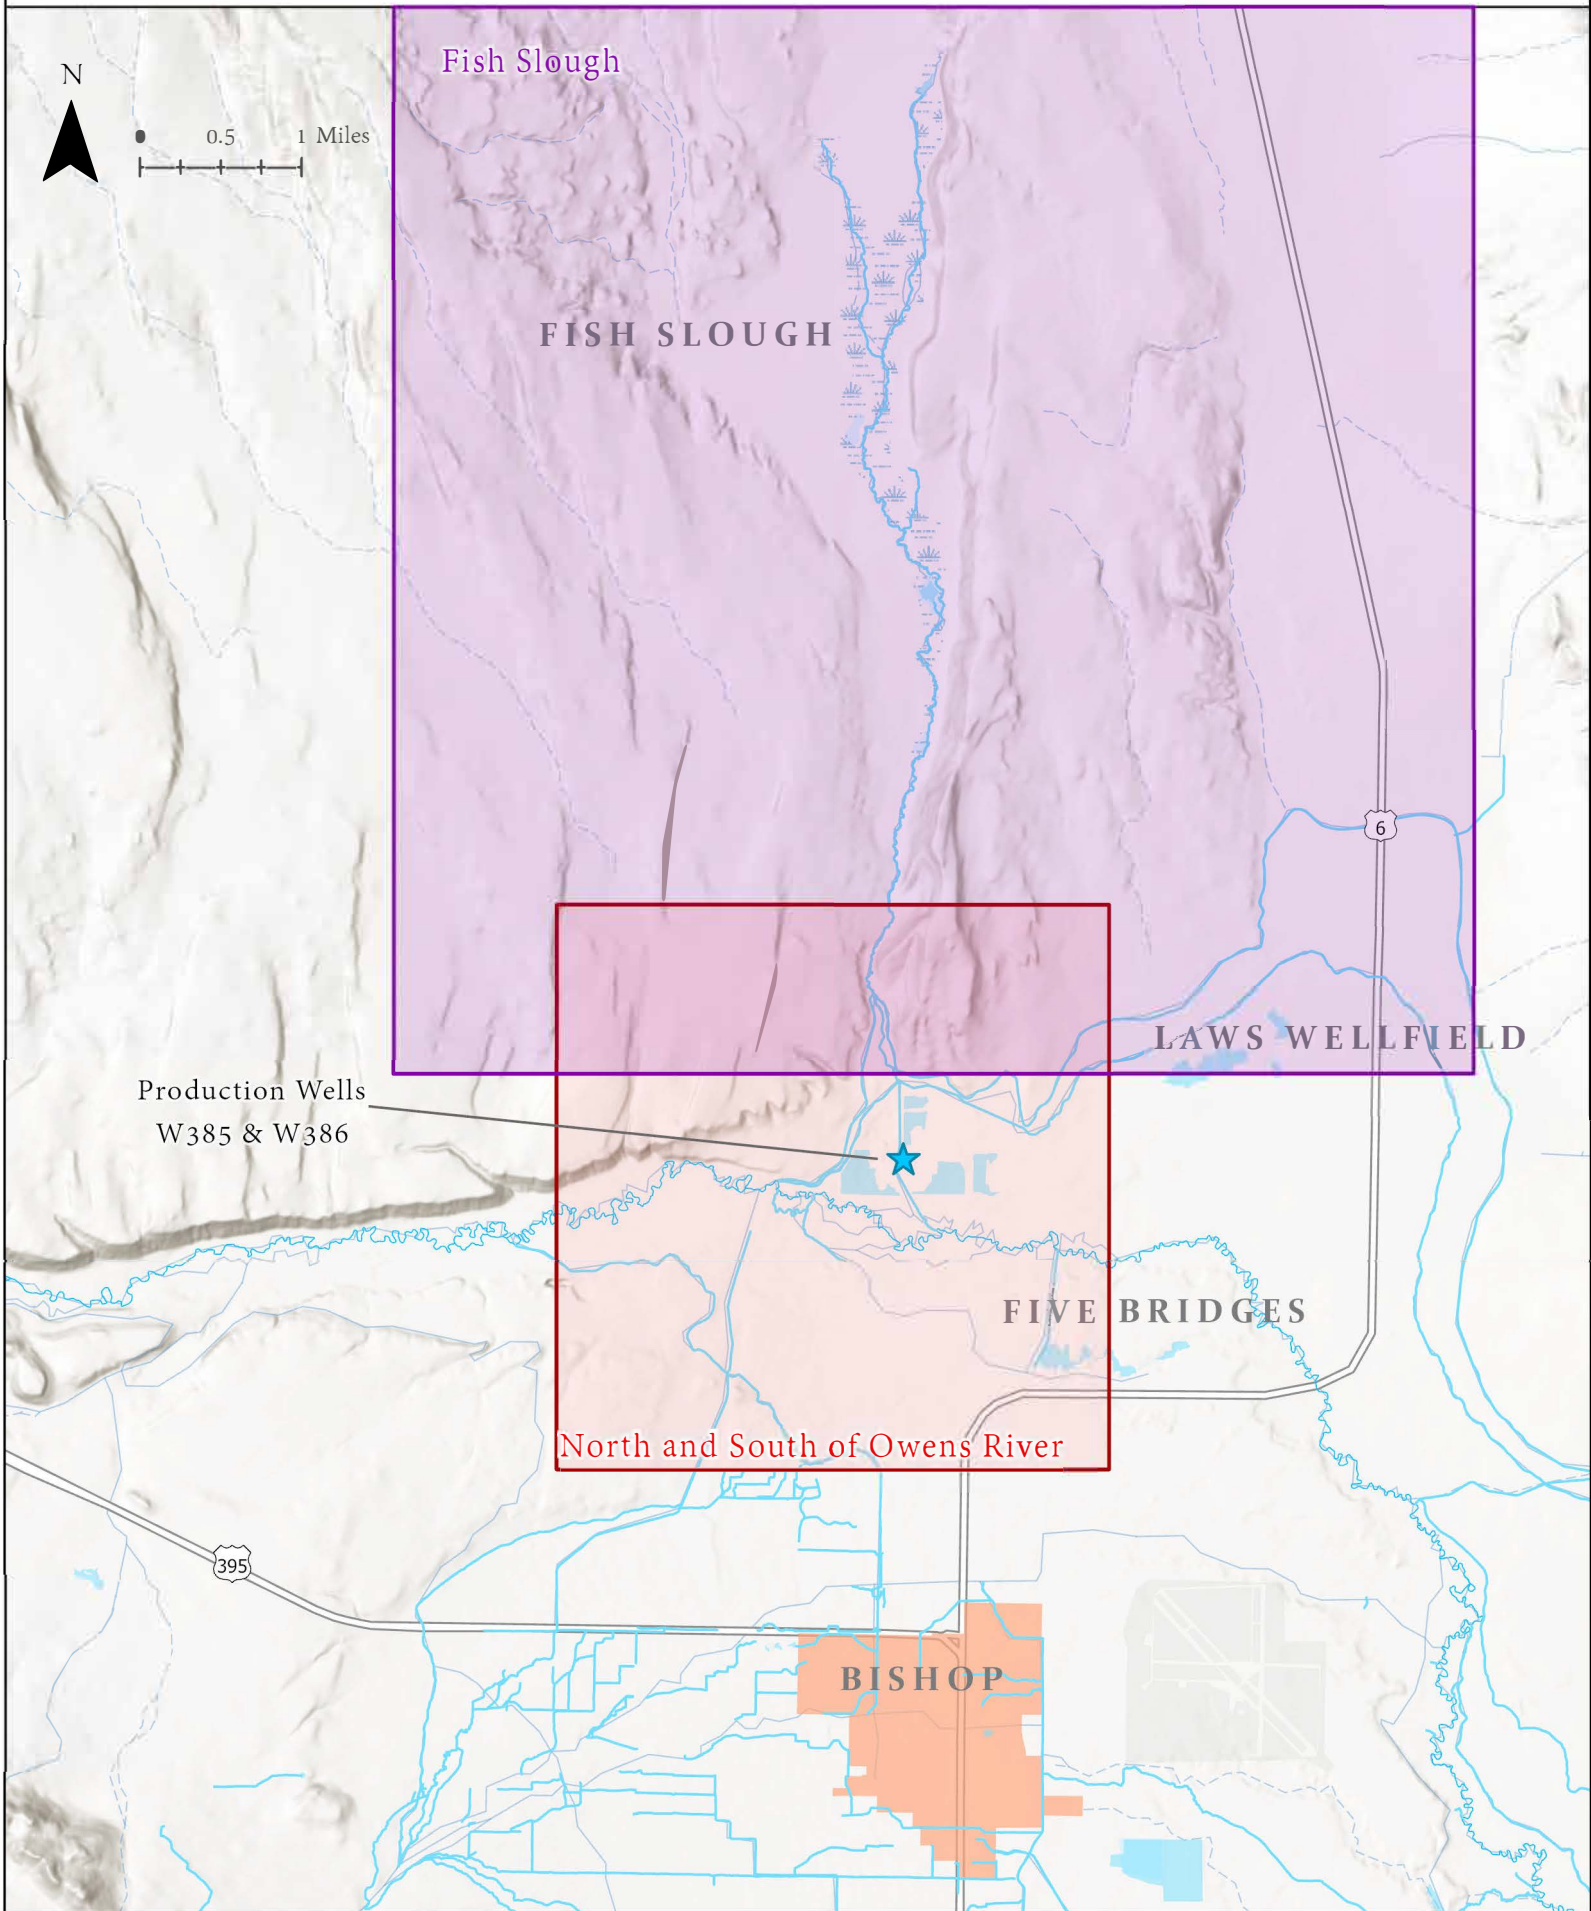 Fish Slough
N
0.5 1 Miles
FISH SLOUGH
6
LAWS WELLFIELD
Production Wells
W385 & W386
FIVE BRIDGES
North and South of Owens River
395
BISHOP